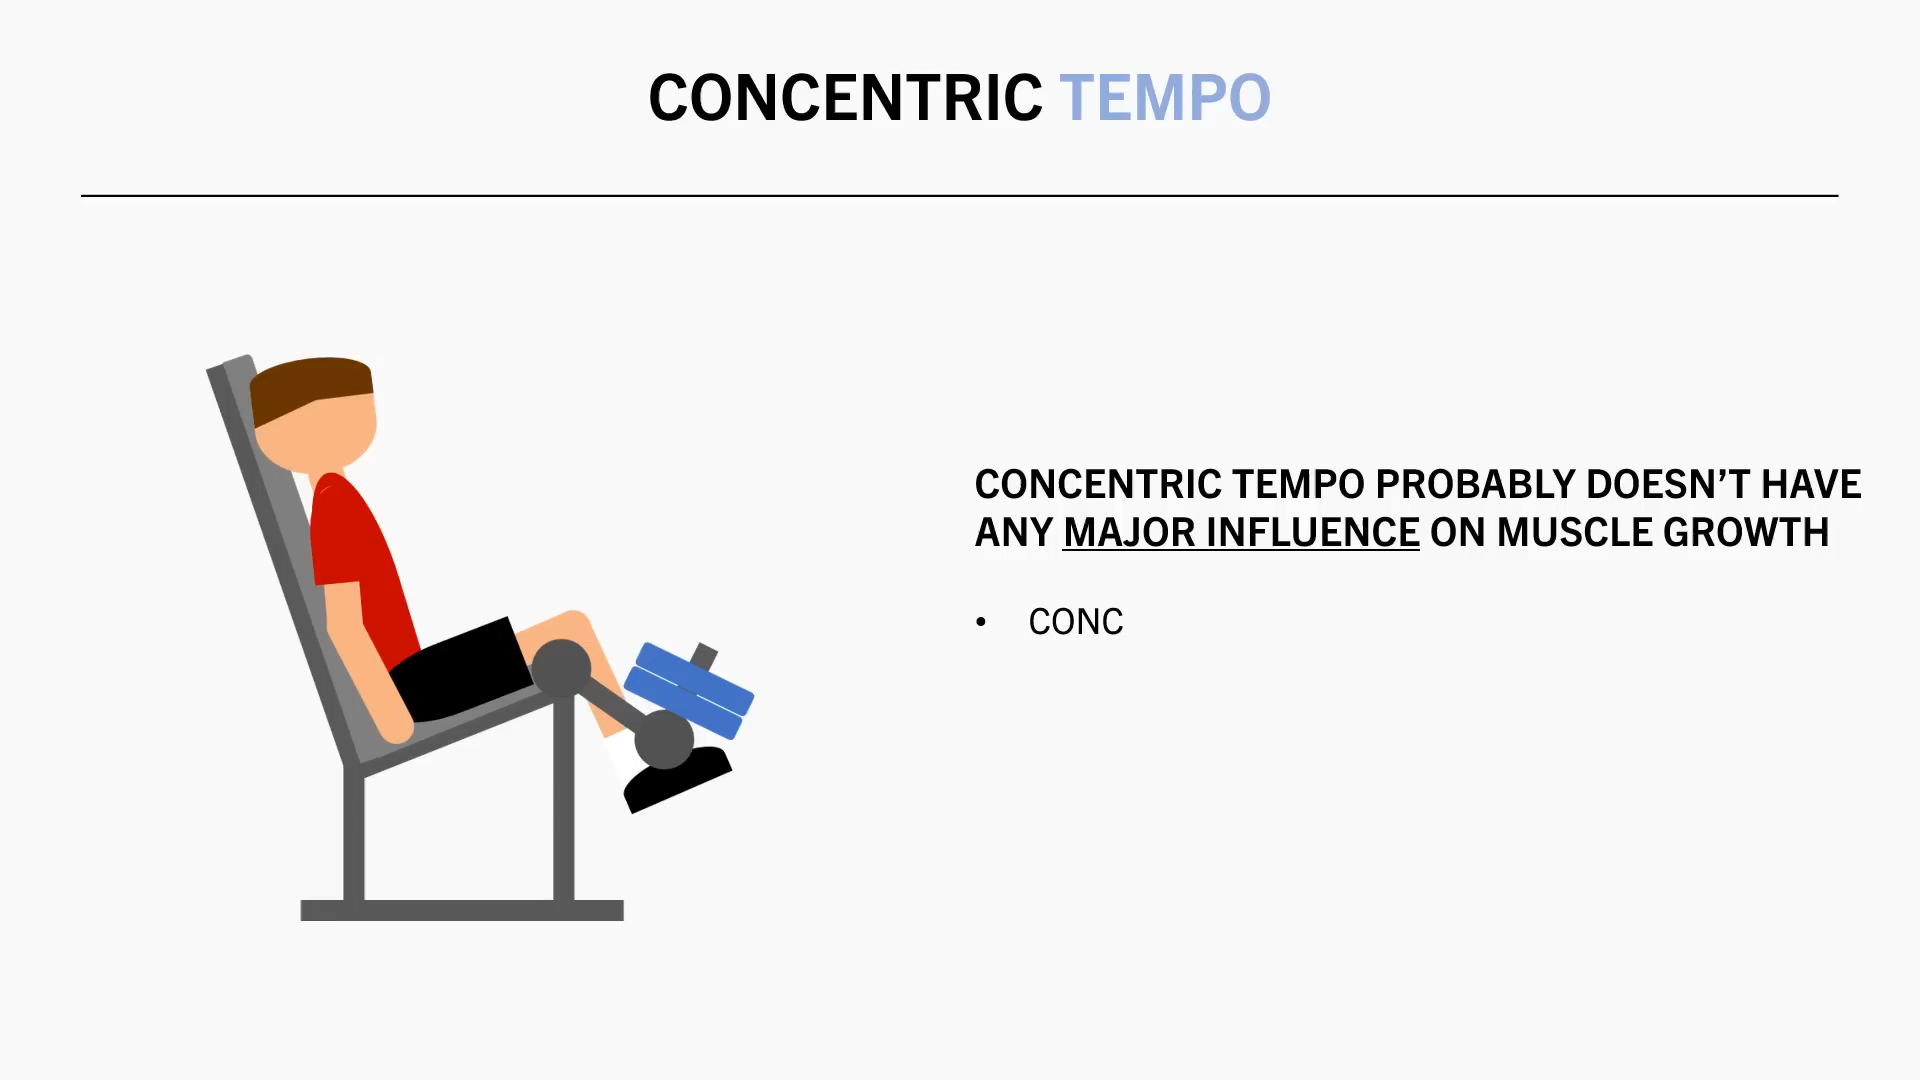 CONCENTRIC TEMPO
CONCENTRIC TEMPO PROBABLY DOESN’T HAVE
ANY MAJOR INFLUENCE ON MUSCLE GROWTH
• CONC